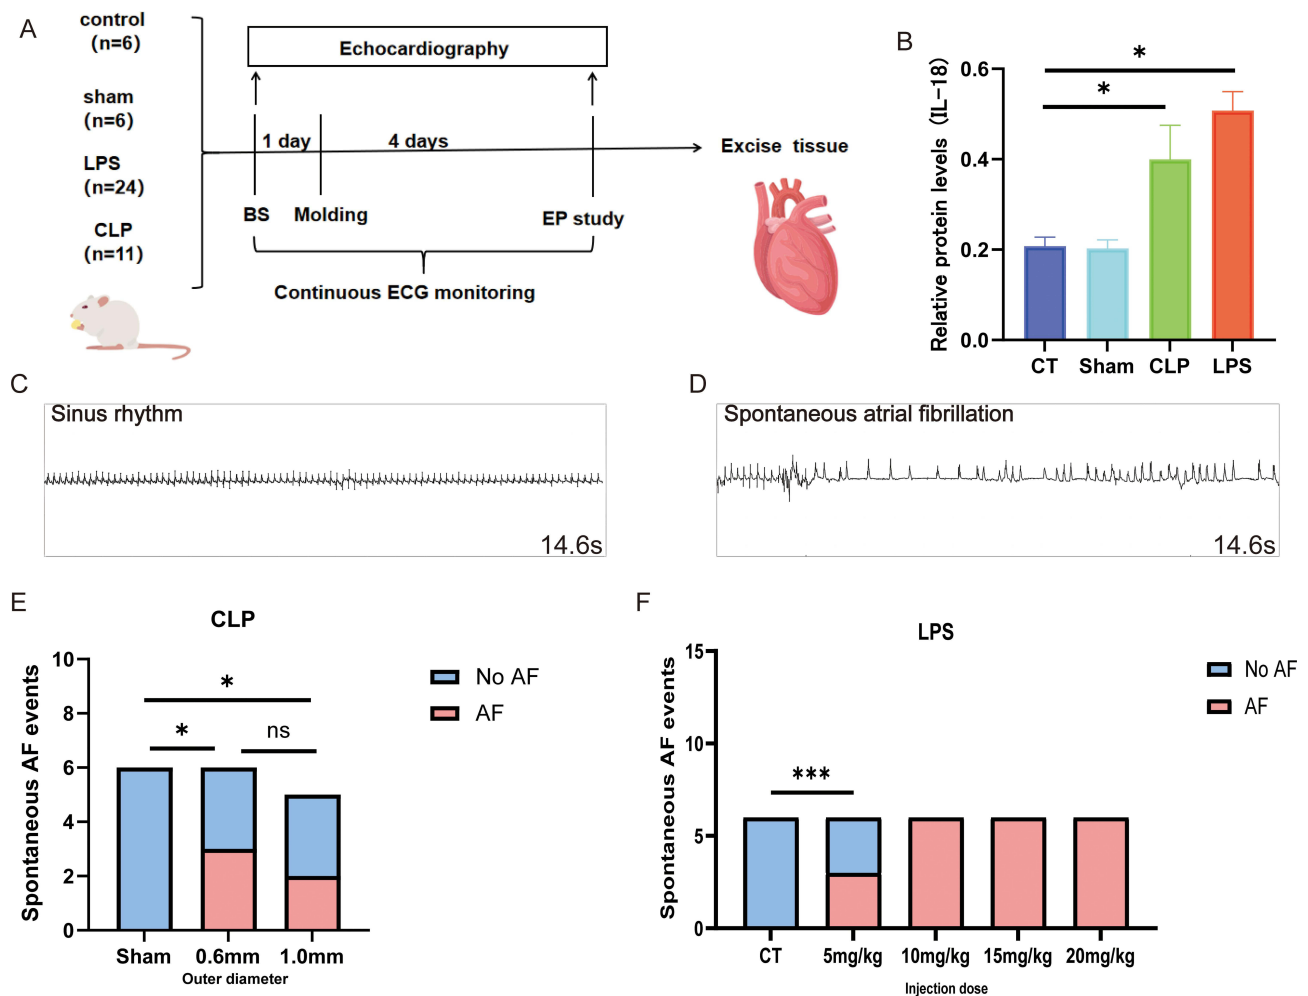 A
control
(n=6)
sham
(n=6)
LPS
(n=24)
CLP
(n=11)
Echocardiography
1 day
4 days
BS
Molding
EP study
Continuous ECG monitoring
Excise tissue
B
Relative protein levels (IL-18)
0.6
0.4
0.2
0.0
*
*
CT
Sham
CLP
LPS
C
Sinus rhythm
14.6s
D
Spontaneous atrial fibrillation
14.6s
E
CLP
Spontaneous AF events
10
8
6
4
2
0
*
*
ns
No AF
AF
Sham
0.6mm
1.0mm
Outer diameter
F
LPS
Spontaneous AF events
15
10
5
0
***
No AF
AF
CT
5mg/kg
10mg/kg
15mg/kg
20mg/kg
Injection dose